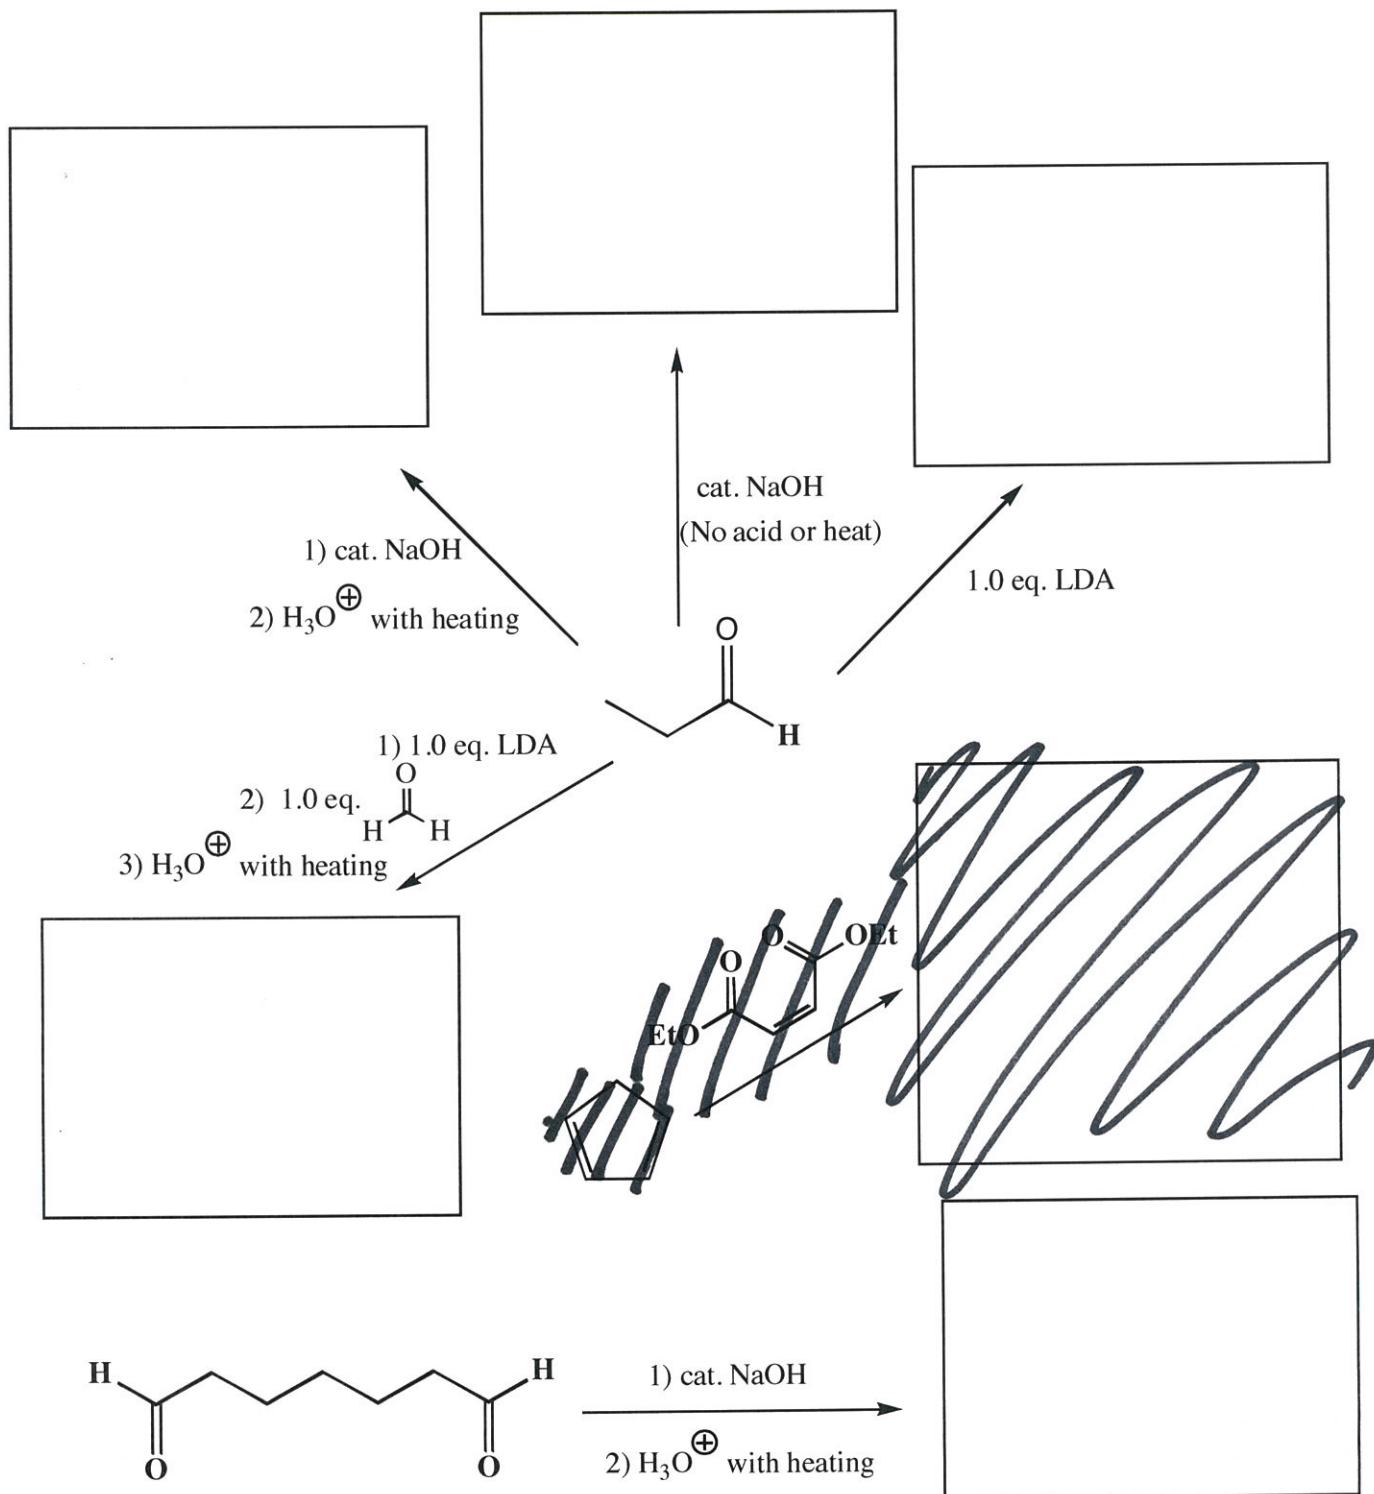 cat. NaOH
(No acid or heat)
1) cat. NaOH
2) H₃O⊕ with heating
1.0 eq. LDA
O
H
1) 1.0 eq. LDA
O
2) 1.0 eq.
H H
3) H₃O⊕ with heating
O OEt
O
EtO
H H
O O
1) cat. NaOH
2) H₃O⊕ with heating